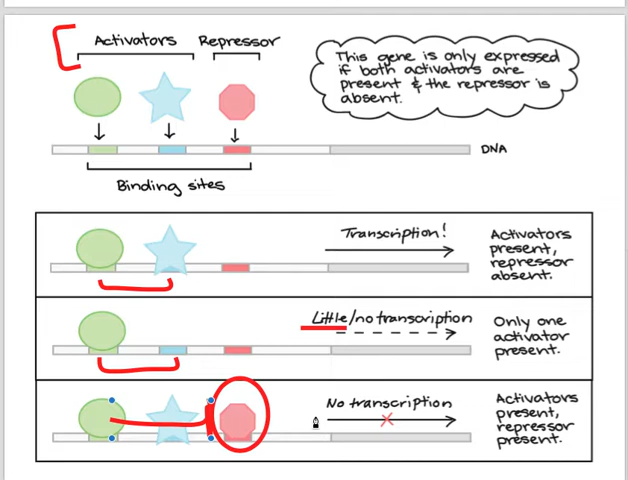 Activators Repressor
This gene is only expressed
if both activators are
present & the repressor is
absent.
DNA
Binding sites
Transcription!
Activators
present,
repressor
absent.
Little/no transcription
Only one
activator
present.
No transcription
Activators
present,
repressor
present.